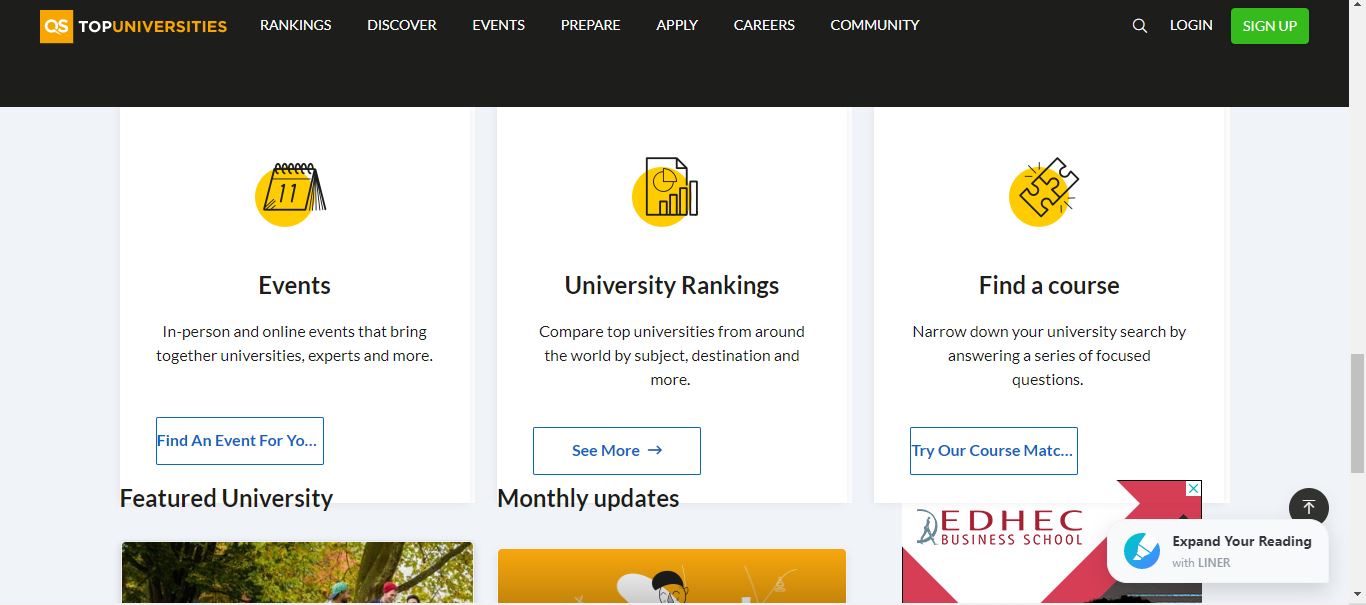 QS TOPUNIVERSITIES RANKINGS DISCOVER EVENTS PREPARE APPLY CAREERS COMMUNITY LOGIN SIGN UP
11
Events
In-person and online events that bring
together universities, experts and more.
Find An Event For Yo...
University Rankings
Compare top universities from around
the world by subject, destination and
more.
See More →
Find a course
Narrow down your university search by
answering a series of focused
questions.
Try Our Course Matc...
Featured University
Monthly updates
EDHEC
BUSINESS SCHOOL
Expand Your Reading
with LINER